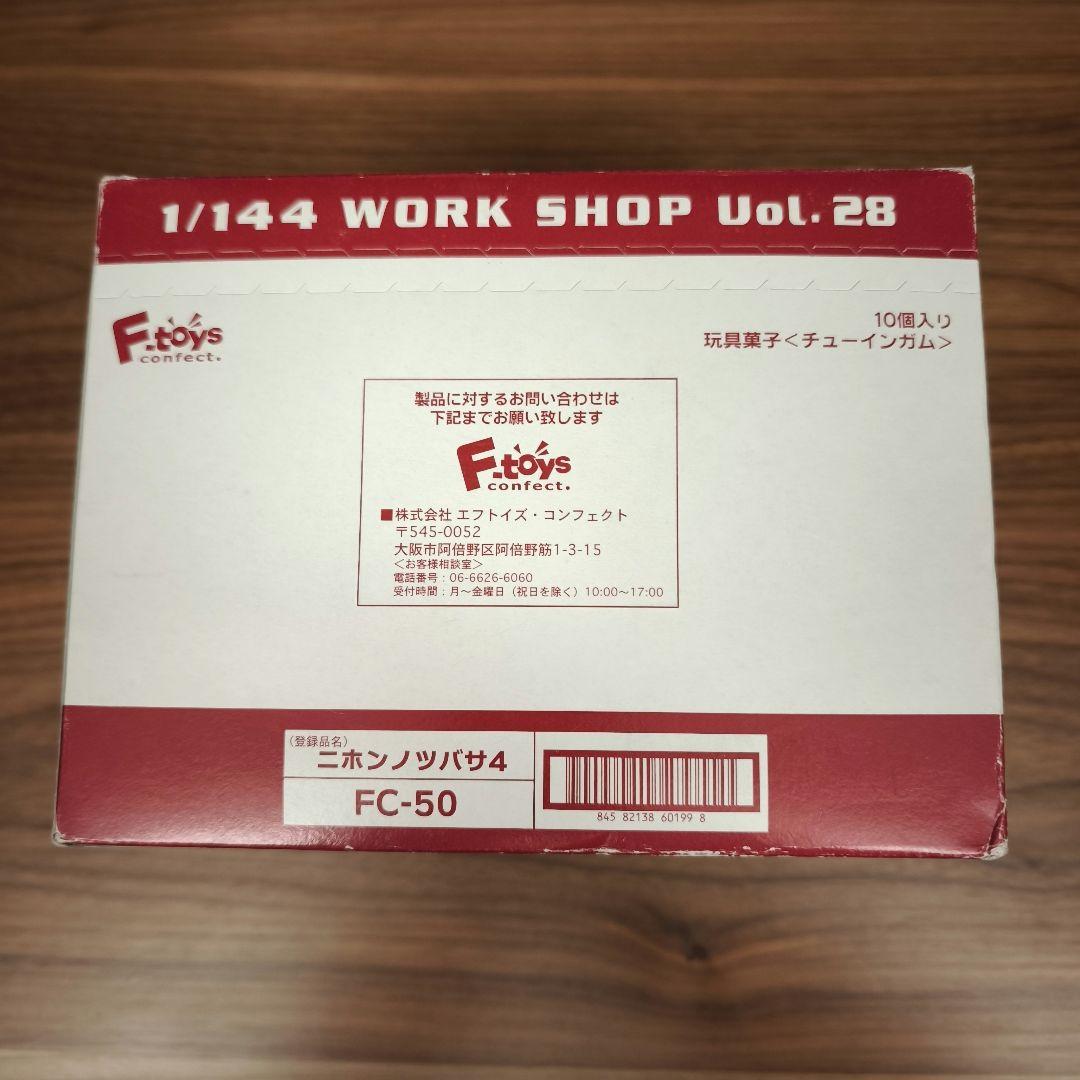 1/144 WORK SHOP Vol. 28
F-toys
confect.
10個入り
玩具菓子<チューインガム>
製品に対するお問い合わせは
下記までお願い致します
F-toys
confect.
■株式会社 エフトイズ・コンフェクト
〒545-0052
大阪市阿倍野区阿倍野筋1-3-15
<お客様相談室>
電話番号：06-6626-6060
受付時間：月〜金曜日（祝日を除く）10:00〜17:00
（登録品名）
ニホンノツバサ4
FC-50
845 82138 60199 8